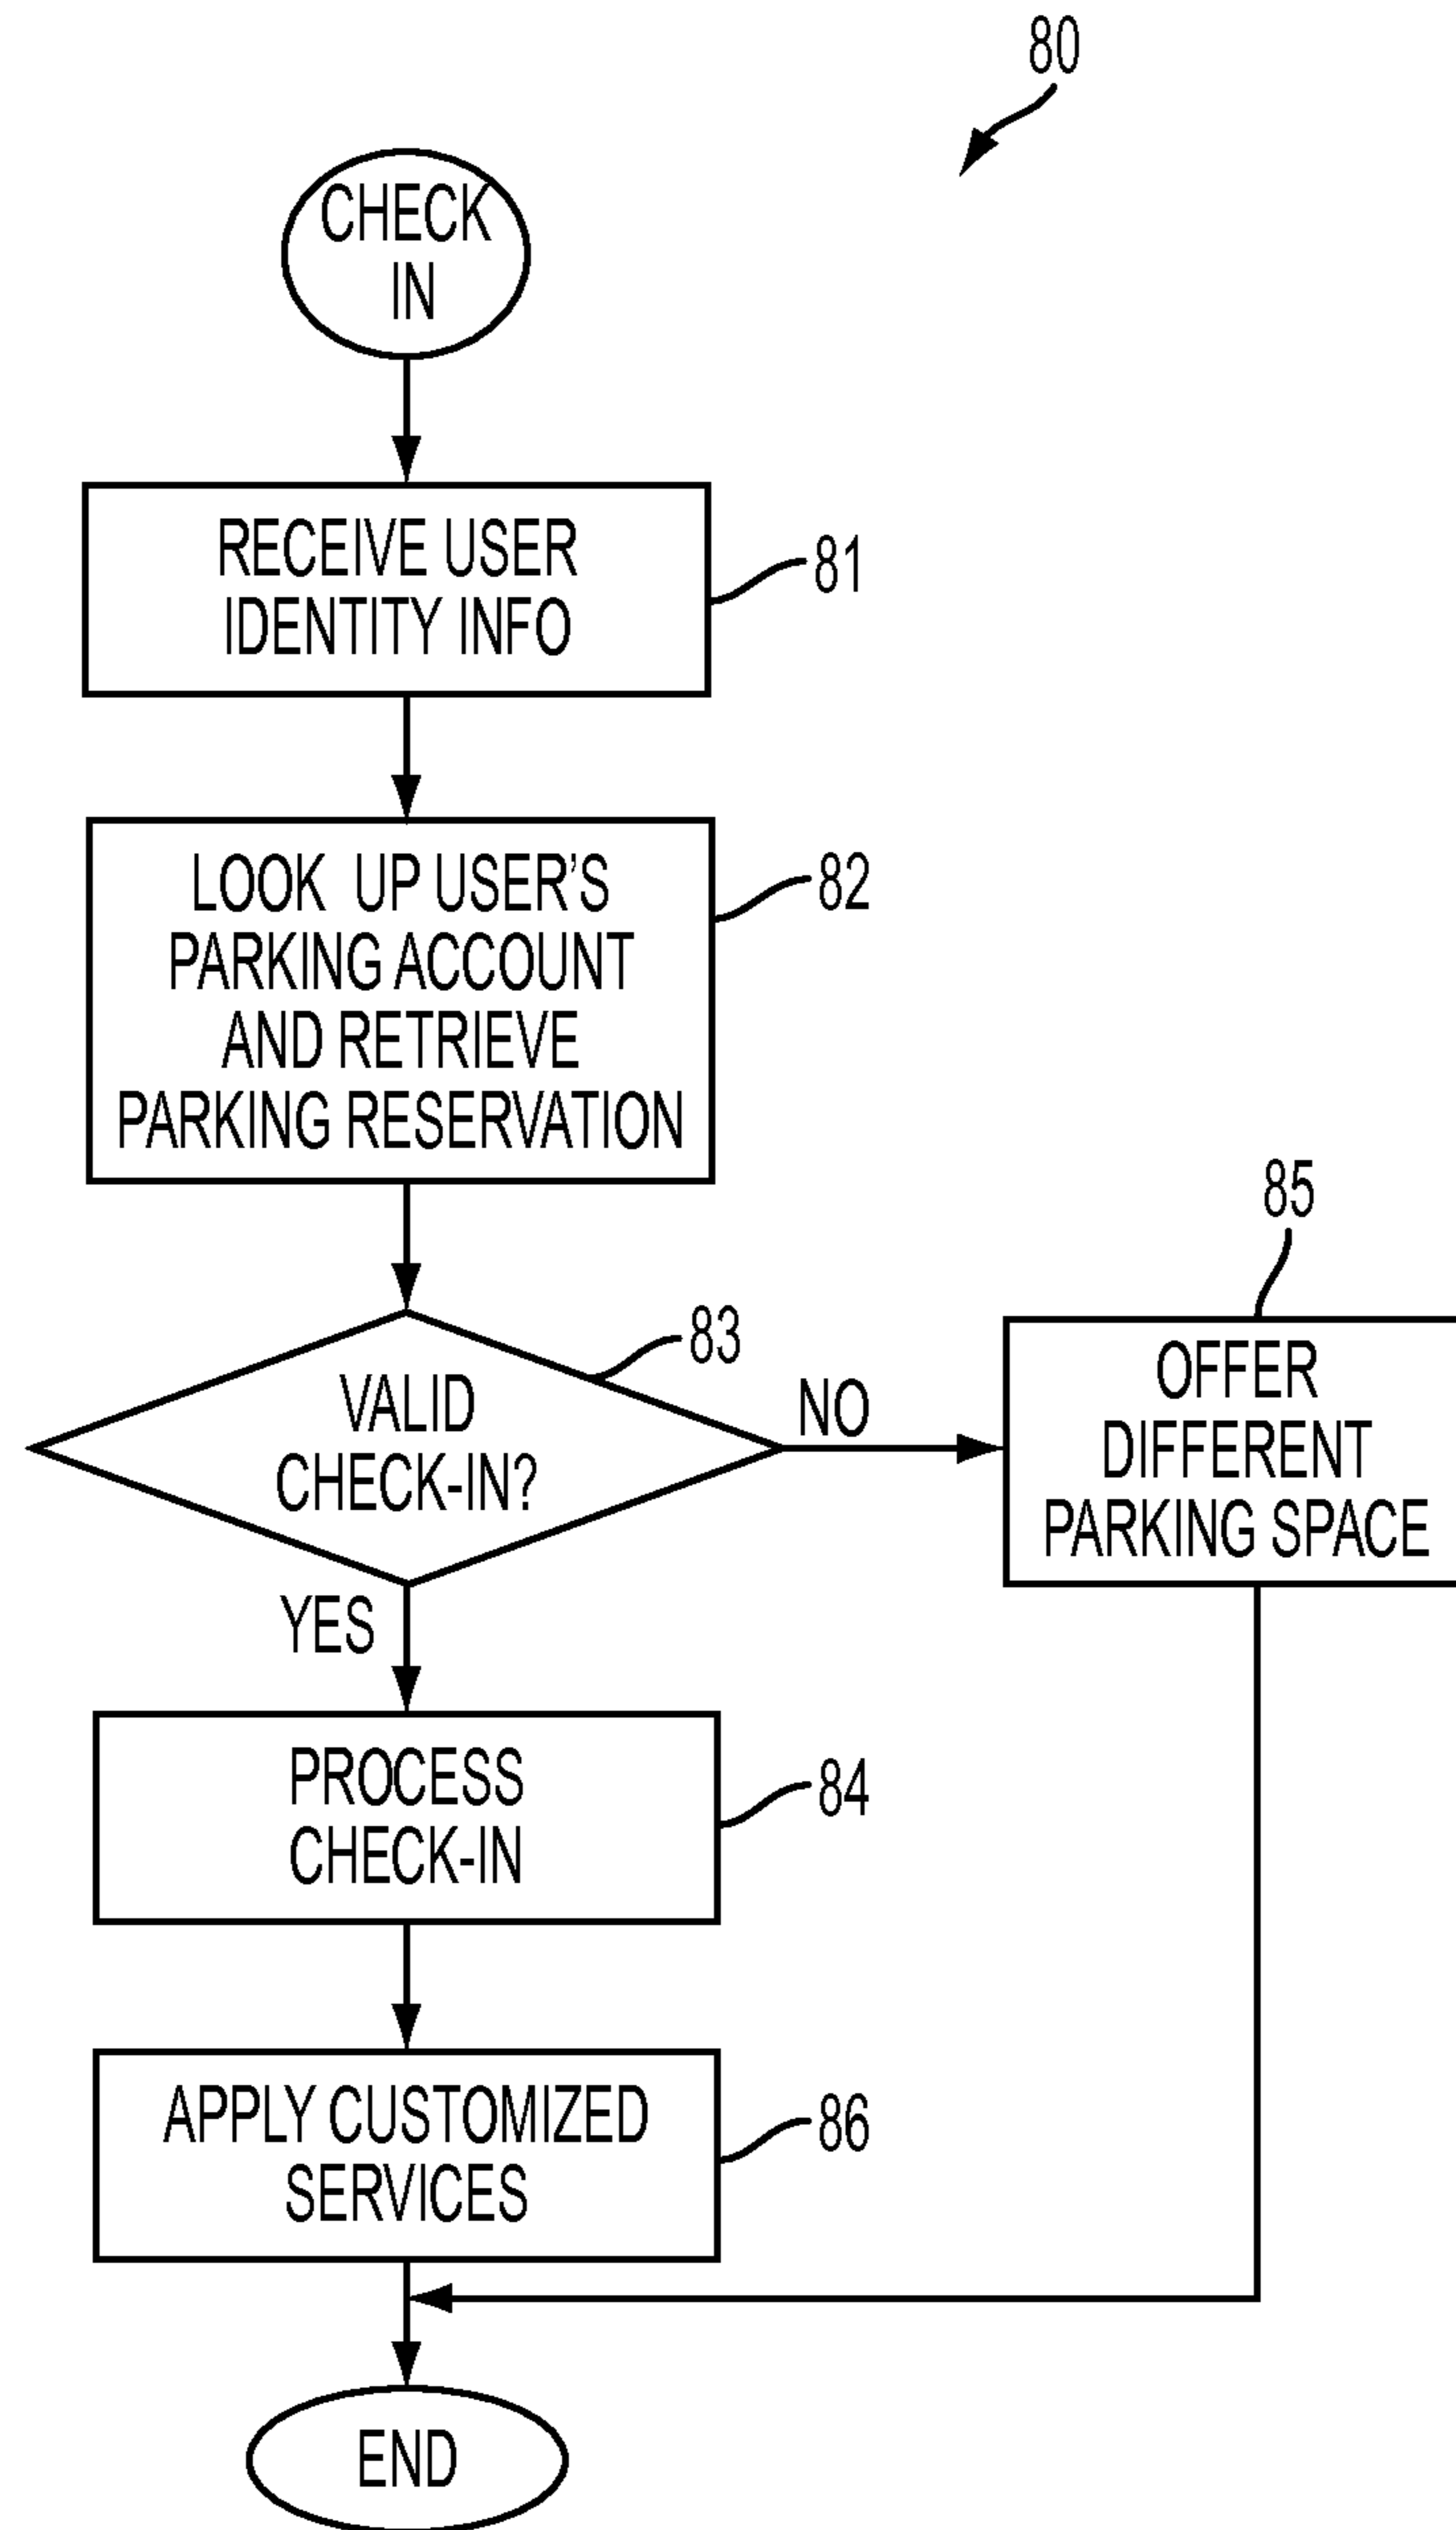 80
CHECK
IN
RECEIVE USER
IDENTITY INFO
81
LOOK UP USER'S
PARKING ACCOUNT
AND RETRIEVE
PARKING RESERVATION
82
VALID
CHECK-IN?
83
NO
85
OFFER
DIFFERENT
PARKING SPACE
YES
PROCESS
CHECK-IN
84
APPLY CUSTOMIZED
SERVICES
86
END